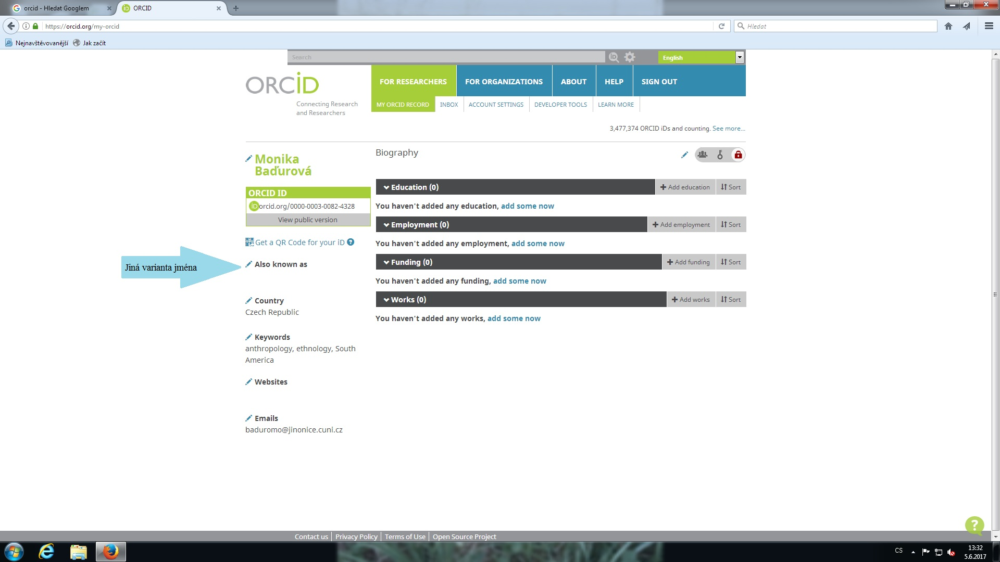 orcid - Hledat Googlem
ORCID
https://orcid.org/my-orcid
Hledat
Nejnavštěvovanější
Jak začít
Search
English
ORCID
Connecting Research
and Researchers
FOR RESEARCHERS
FOR ORGANIZATIONS
ABOUT
HELP
SIGN OUT
MY ORCID RECORD
INBOX
ACCOUNT SETTINGS
DEVELOPER TOOLS
LEARN MORE
3,477,374 ORCID iDs and counting. See more...
Monika
Baďurová
ORCID ID
iD orcid.org/0000-0003-0082-4328
View public version
Get a QR Code for your iD ?
Jiná varianta jména
Also known as
Country
Czech Republic
Keywords
anthropology, ethnology, South
America
Websites
Emails
baduromo@jinonice.cuni.cz
Biography
Education (0)
Add education
Sort
You haven't added any education, add some now
Employment (0)
Add employment
Sort
You haven't added any employment, add some now
Funding (0)
Add funding
Sort
You haven't added any funding, add some now
Works (0)
Add works
Sort
You haven't added any works, add some now
?
Contact us
Privacy Policy
Terms of Use
Open Source Project
CS
13:32
5.6.2017